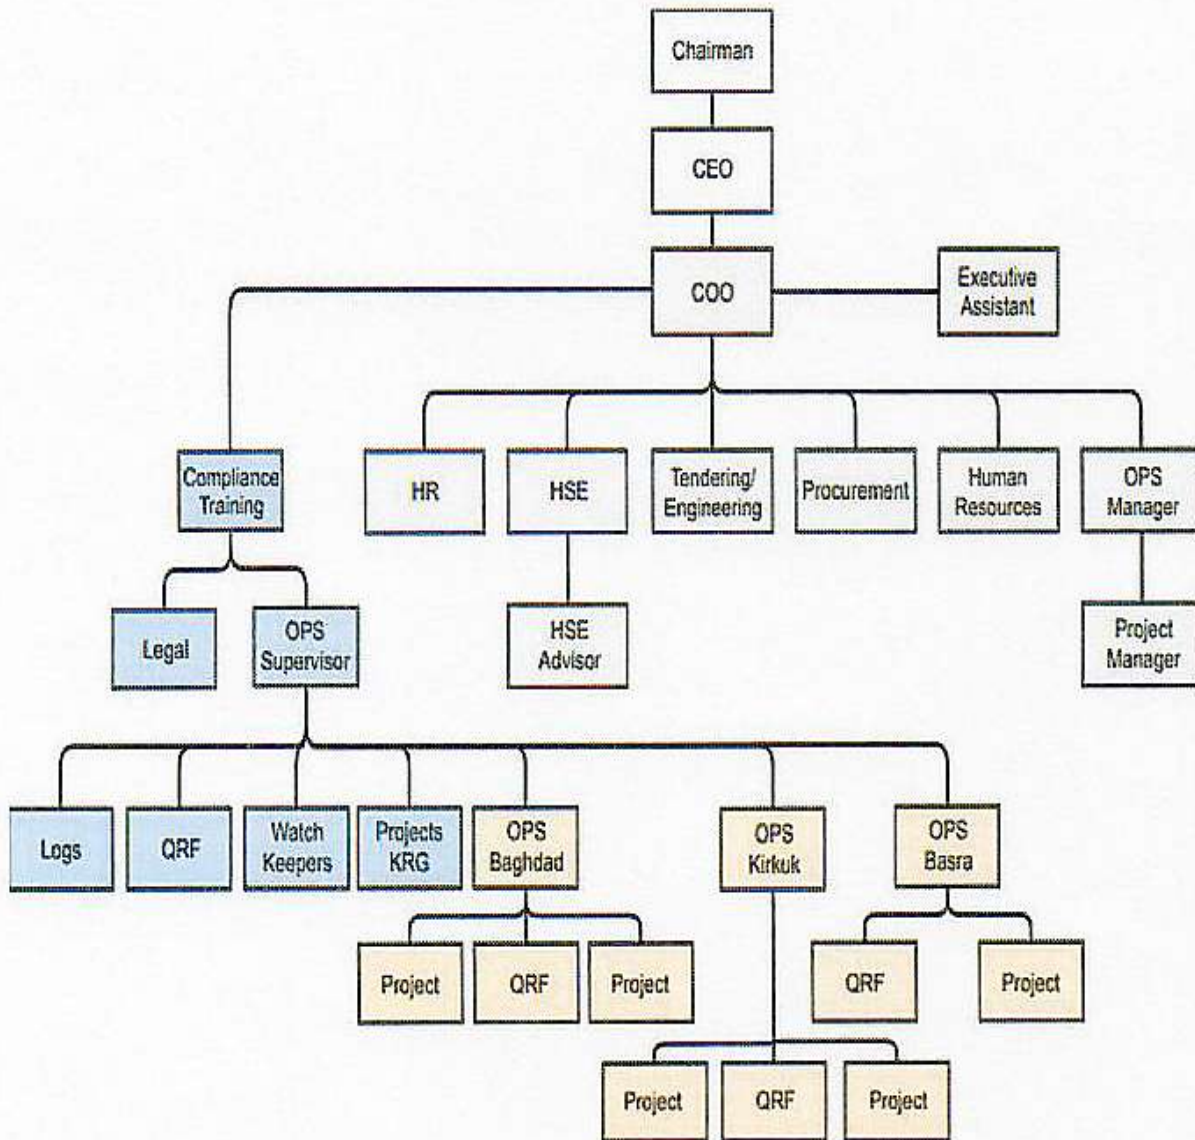 Chairman
CEO
COO
Executive
Assistant
Compliance
Training
HR
HSE
Tendering/
Engineering
Procurement
Human
Resources
OPS
Manager
Legal
OPS
Supervisor
HSE
Advisor
Project
Manager
Logs
QRF
Watch
Keepers
Projects
KRG
OPS
Baghdad
OPS
Kirkuk
OPS
Basra
Project
QRF
Project
QRF
Project
Project
QRF
Project